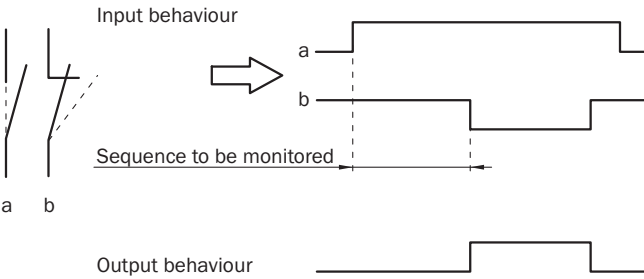 Input behaviour
a
b
Sequence to be monitored
a b
Output behaviour